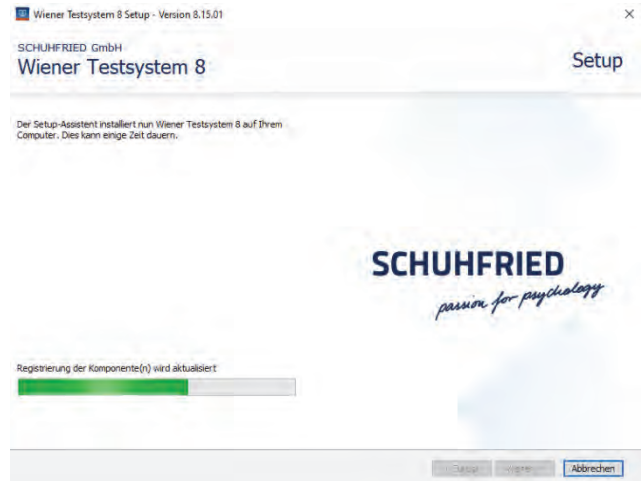 Wiener Testsystem 8 Setup - Version 8.15.01
SCHUHFRIED GmbH
Wiener Testsystem 8
Setup
Der Setup-Assistent installiert nun Wiener Testsystem 8 auf Ihrem
Computer. Dies kann einige Zeit dauern.
SCHUHFRIED
passion for psychology
Registrierung der Komponente(n) wird aktualisiert
Abbrechen